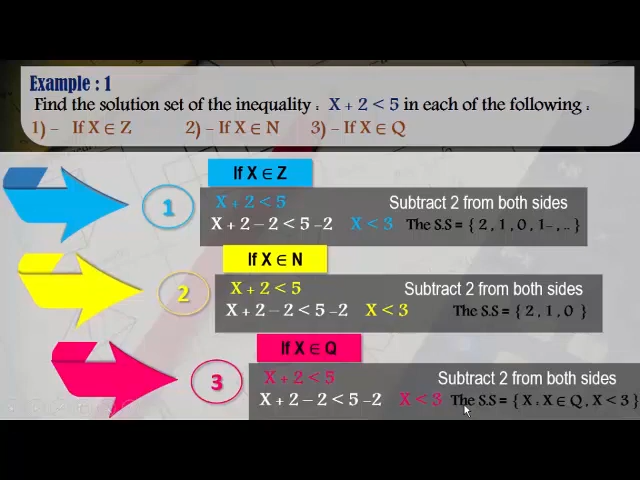 Example : 1
Find the solution set of the inequality : X + 2 < 5 in each of the following :
1) - If X ∈ Z 2) - If X ∈ N 3) - If X ∈ Q
If X ∈ Z
1
X + 2 < 5 Subtract 2 from both sides
X + 2 – 2 < 5 –2 X < 3 The S.S = { 2 , 1 , 0 , 1- , .. }
If X ∈ N
2
X + 2 < 5 Subtract 2 from both sides
X + 2 – 2 < 5 –2 X < 3 The S.S = { 2 , 1 , 0 }
If X ∈ Q
3
X + 2 < 5 Subtract 2 from both sides
X + 2 – 2 < 5 –2 X < 3 The S.S = { X : X ∈ Q , X < 3 }